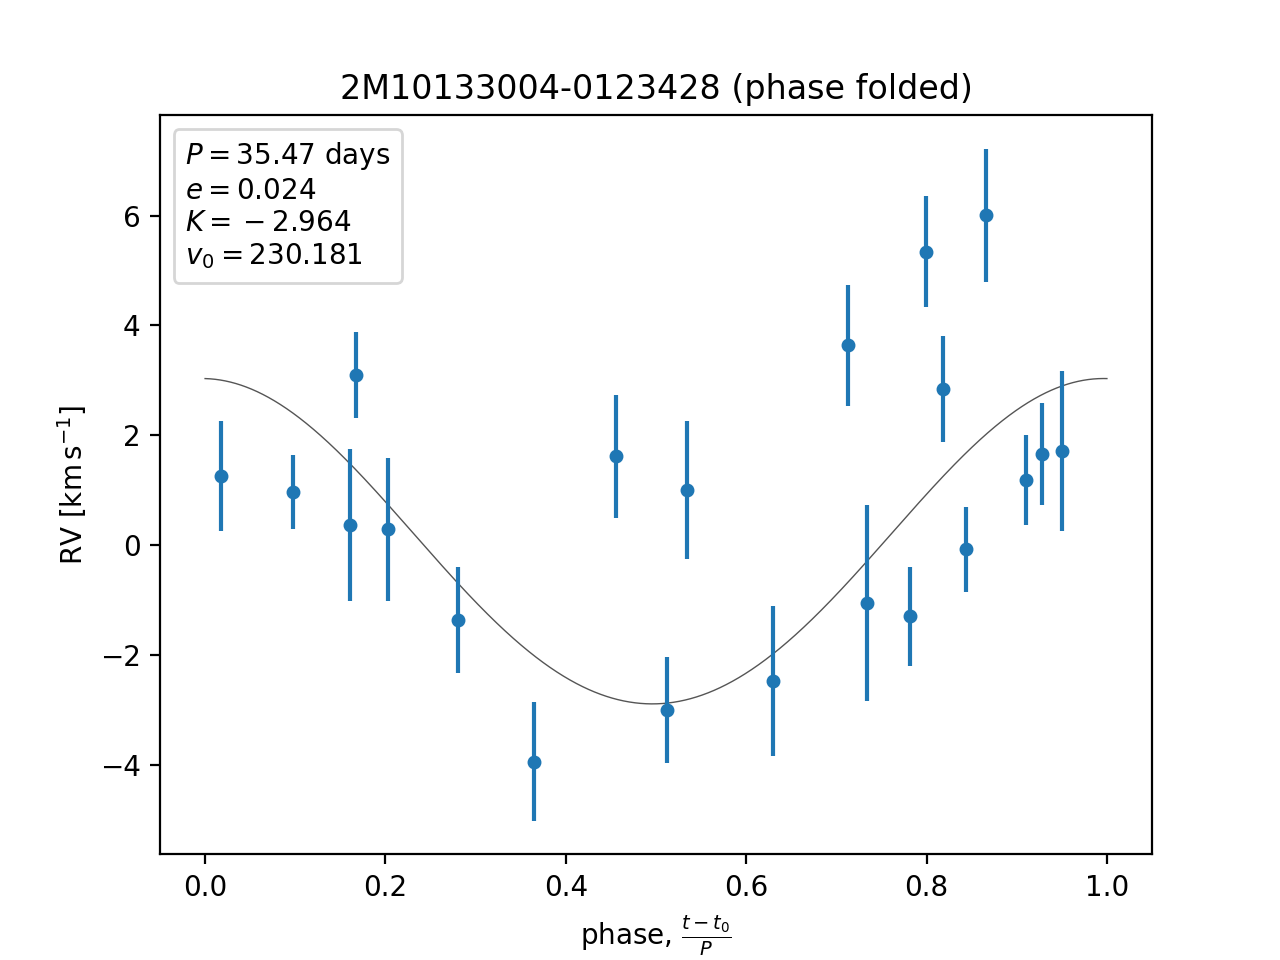 2M10133004-0123428 (phase folded)
P = 35.47 days
e = 0.024
K = −2.964
v₀ = 230.181
6
4
2
0
−2
−4
RV [km s⁻¹]
0.0 0.2 0.4 0.6 0.8 1.0
phase, (t − t₀)/P